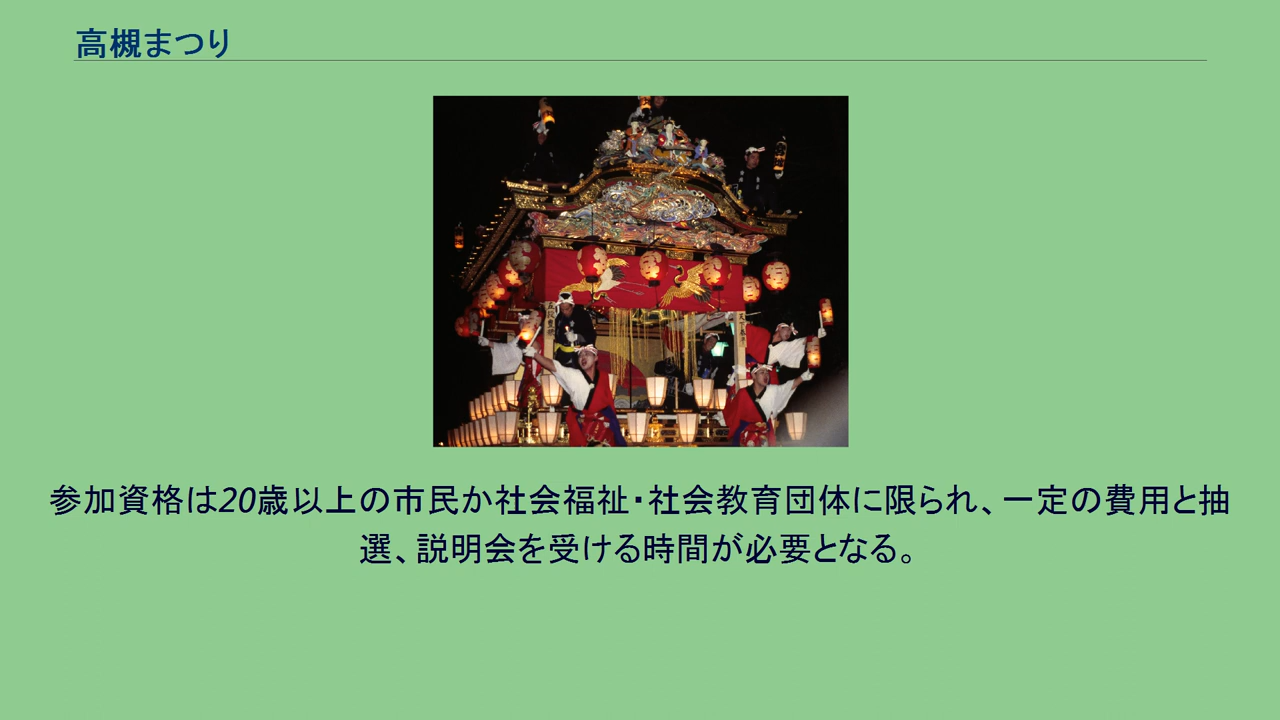 高槻まつり
参加資格は20歳以上の市民か社会福祉・社会教育団体に限られ、一定の費用と抽
選、説明会を受ける時間が必要となる。